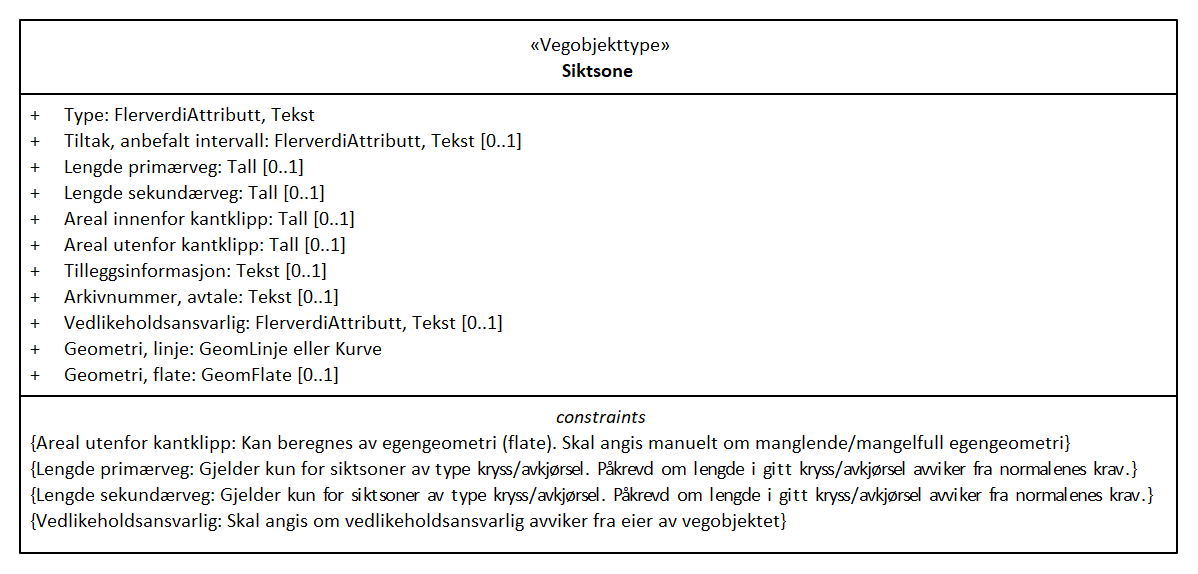 «Vegobjekttype»
Siktsone
+ Type: FlerverdiAttributt, Tekst
+ Tiltak, anbefalt intervall: FlerverdiAttributt, Tekst [0..1]
+ Lengde primærveg: Tall [0..1]
+ Lengde sekundærveg: Tall [0..1]
+ Areal innenfor kantklipp: Tall [0..1]
+ Areal utenfor kantklipp: Tall [0..1]
+ Tilleggsinformasjon: Tekst [0..1]
+ Arkivnummer, avtale: Tekst [0..1]
+ Vedlikeholdsansvarlig: FlerverdiAttributt, Tekst [0..1]
+ Geometri, linje: GeomLinje eller Kurve
+ Geometri, flate: GeomFlate [0..1]
constraints
{Areal utenfor kantklipp: Kan beregnes av egengeometri (flate). Skal angis manuelt om manglende/mangelfull egengeometri}
{Lengde primærveg: Gjelder kun for siktsoner av type kryss/avkjørsel. Påkrevd om lengde i gitt kryss/avkjørsel avviker fra normalenes krav.}
{Lengde sekundærveg: Gjelder kun for siktsoner av type kryss/avkjørsel. Påkrevd om lengde i gitt kryss/avkjørsel avviker fra normalenes krav.}
{Vedlikeholdsansvarlig: Skal angis om vedlikeholdsansvarlig avviker fra eier av vegobjektet}